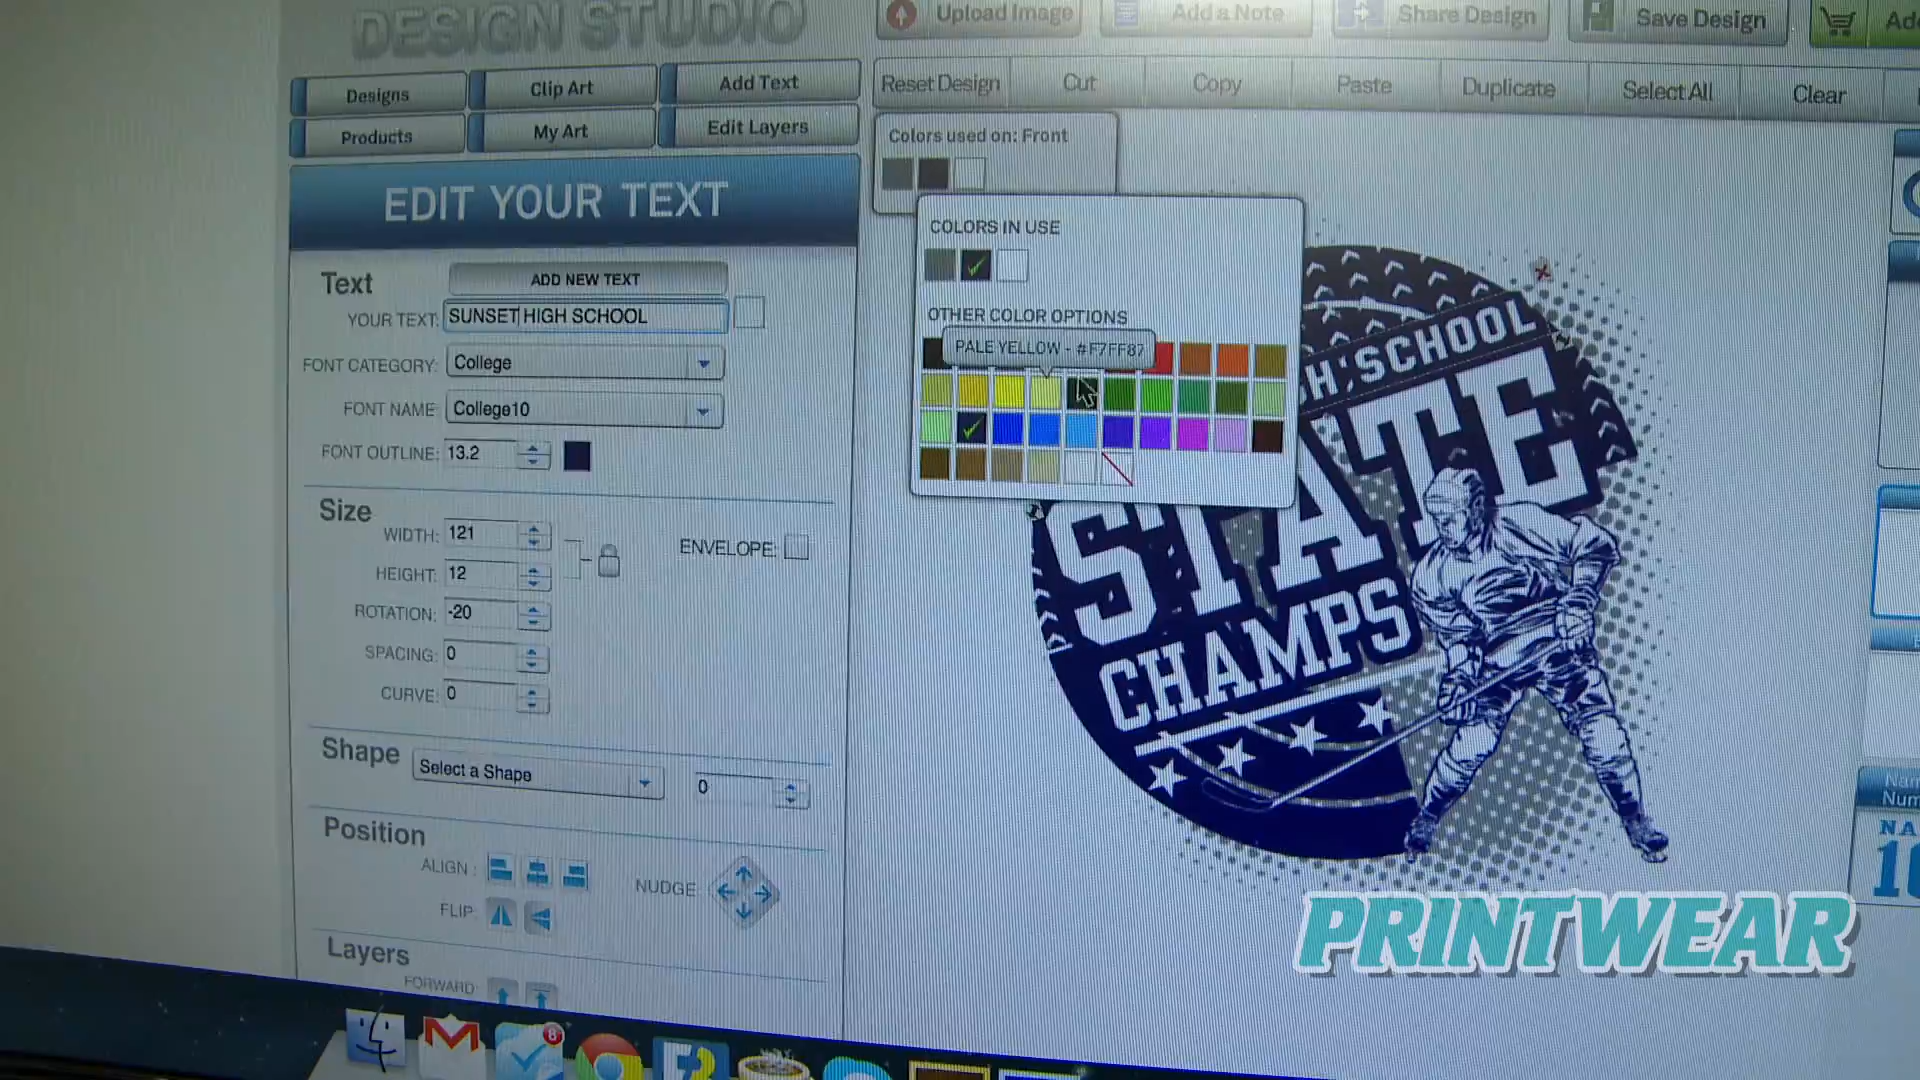 DESIGN STUDIO
Upload Image
Add a Note
Share Design
Save Design
Designs
Clip Art
Add Text
Products
My Art
Edit Layers
Reset Design
Cut
Copy
Paste
Duplicate
Select All
Clear
Colors used on: Front
EDIT YOUR TEXT
COLORS IN USE
OTHER COLOR OPTIONS
PALE YELLOW - #F7FF87
Text
ADD NEW TEXT
YOUR TEXT: SUNSET HIGH SCHOOL
FONT CATEGORY: College
FONT NAME: College10
FONT OUTLINE: 13.2
Size
WIDTH: 121
ENVELOPE:
HEIGHT: 12
ROTATION: -20
SPACING: 0
CURVE: 0
Shape
Select a Shape
0
Position
ALIGN :
NUDGE
FLIP:
Layers
FORWARD
SCHOOL
STATE
CHAMPS
PRINTWEAR
8